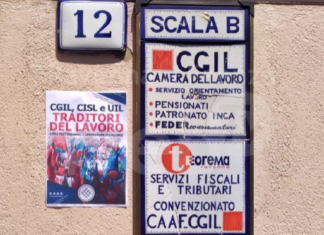 12
SCALA B
CGIL
CAMERA DEL LAVORO
• SERVIZIO ORIENTAMENTO
LAVORO
• PENSIONATI
• PATRONATO INCA
• FEDERconsumatori
teorema
SERVIZI FISCALI
E TRIBUTARI
CONVENZIONATO
CAAF.CGIL
CGIL, CISL e UIL
TRADITORI
DEL LAVORO